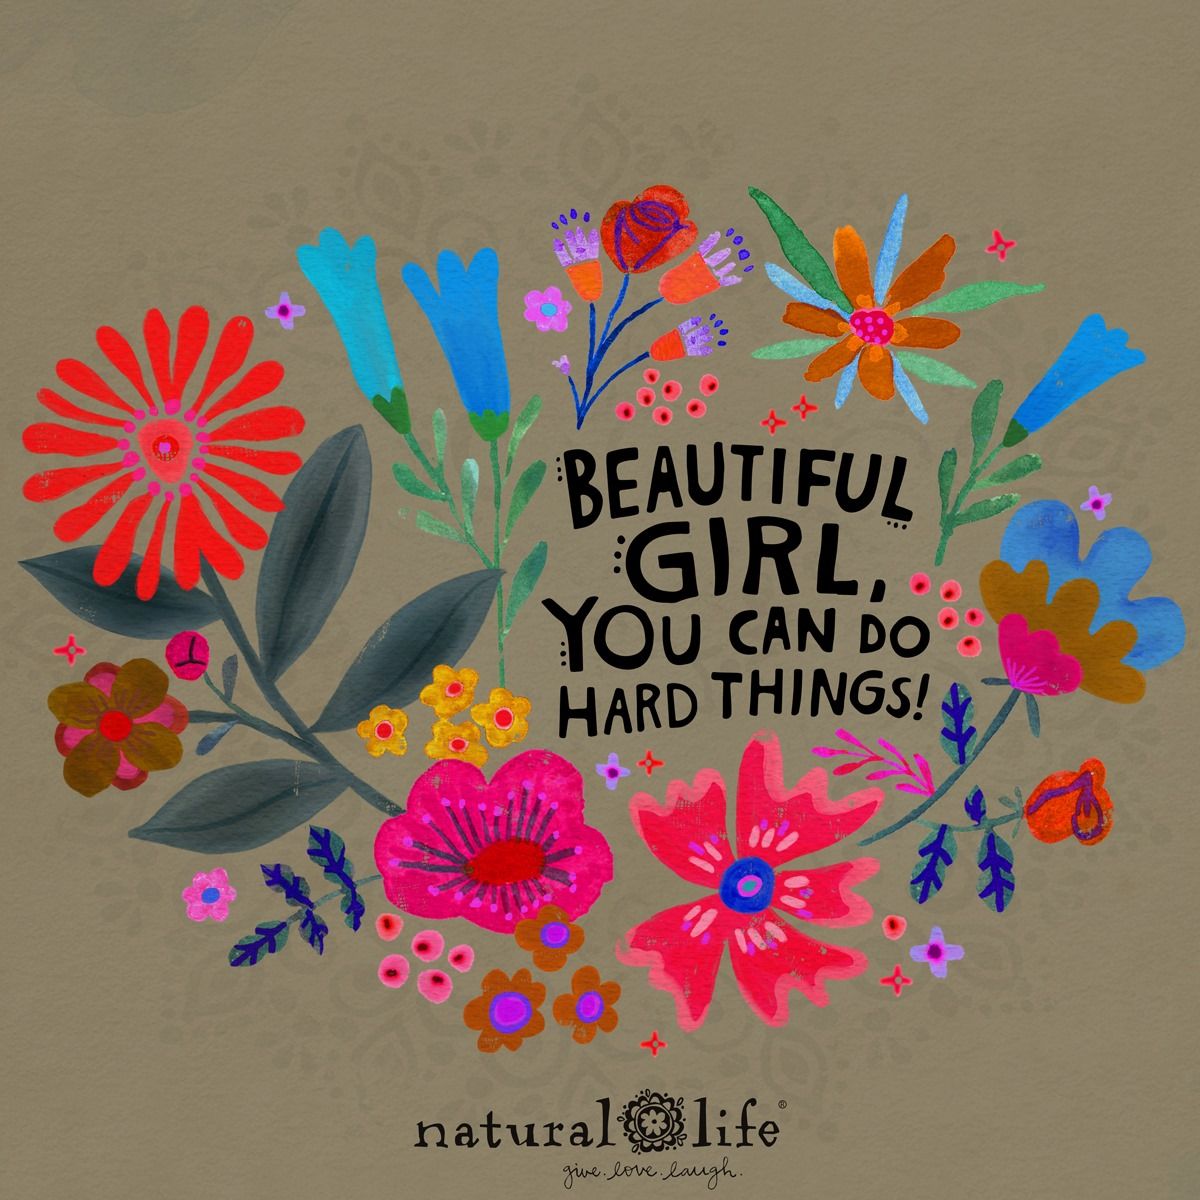 BEAUTIFUL
GIRL,
YOU CAN DO
HARD THINGS!
natural life®
give. love. laugh.